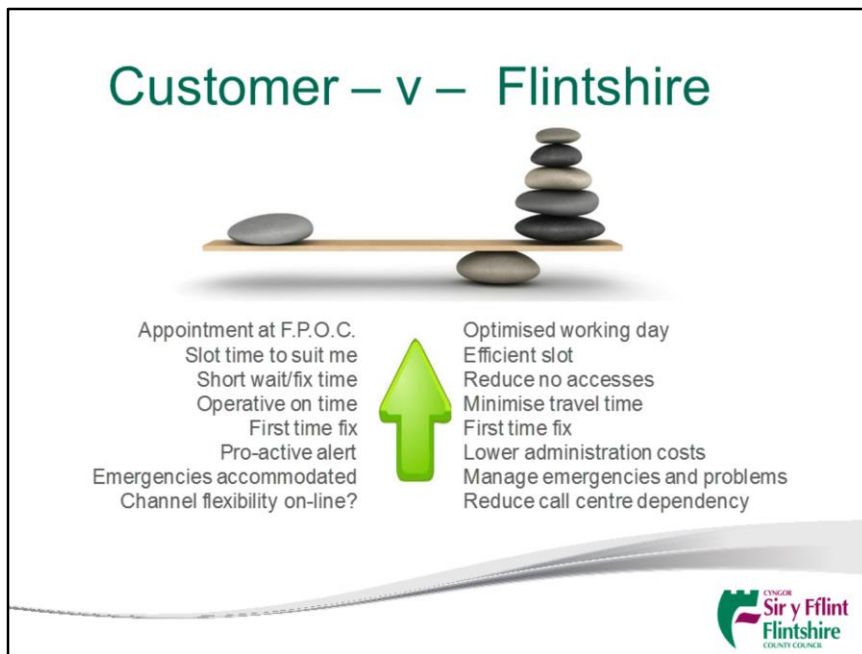 Customer – v – Flintshire
Appointment at F.P.O.C.
Slot time to suit me
Short wait/fix time
Operative on time
First time fix
Pro-active alert
Emergencies accommodated
Channel flexibility on-line?
Optimised working day
Efficient slot
Reduce no accesses
Minimise travel time
First time fix
Lower administration costs
Manage emergencies and problems
Reduce call centre dependency
CYNGOR
Sir y Fflint
Flintshire
COUNTY COUNCIL